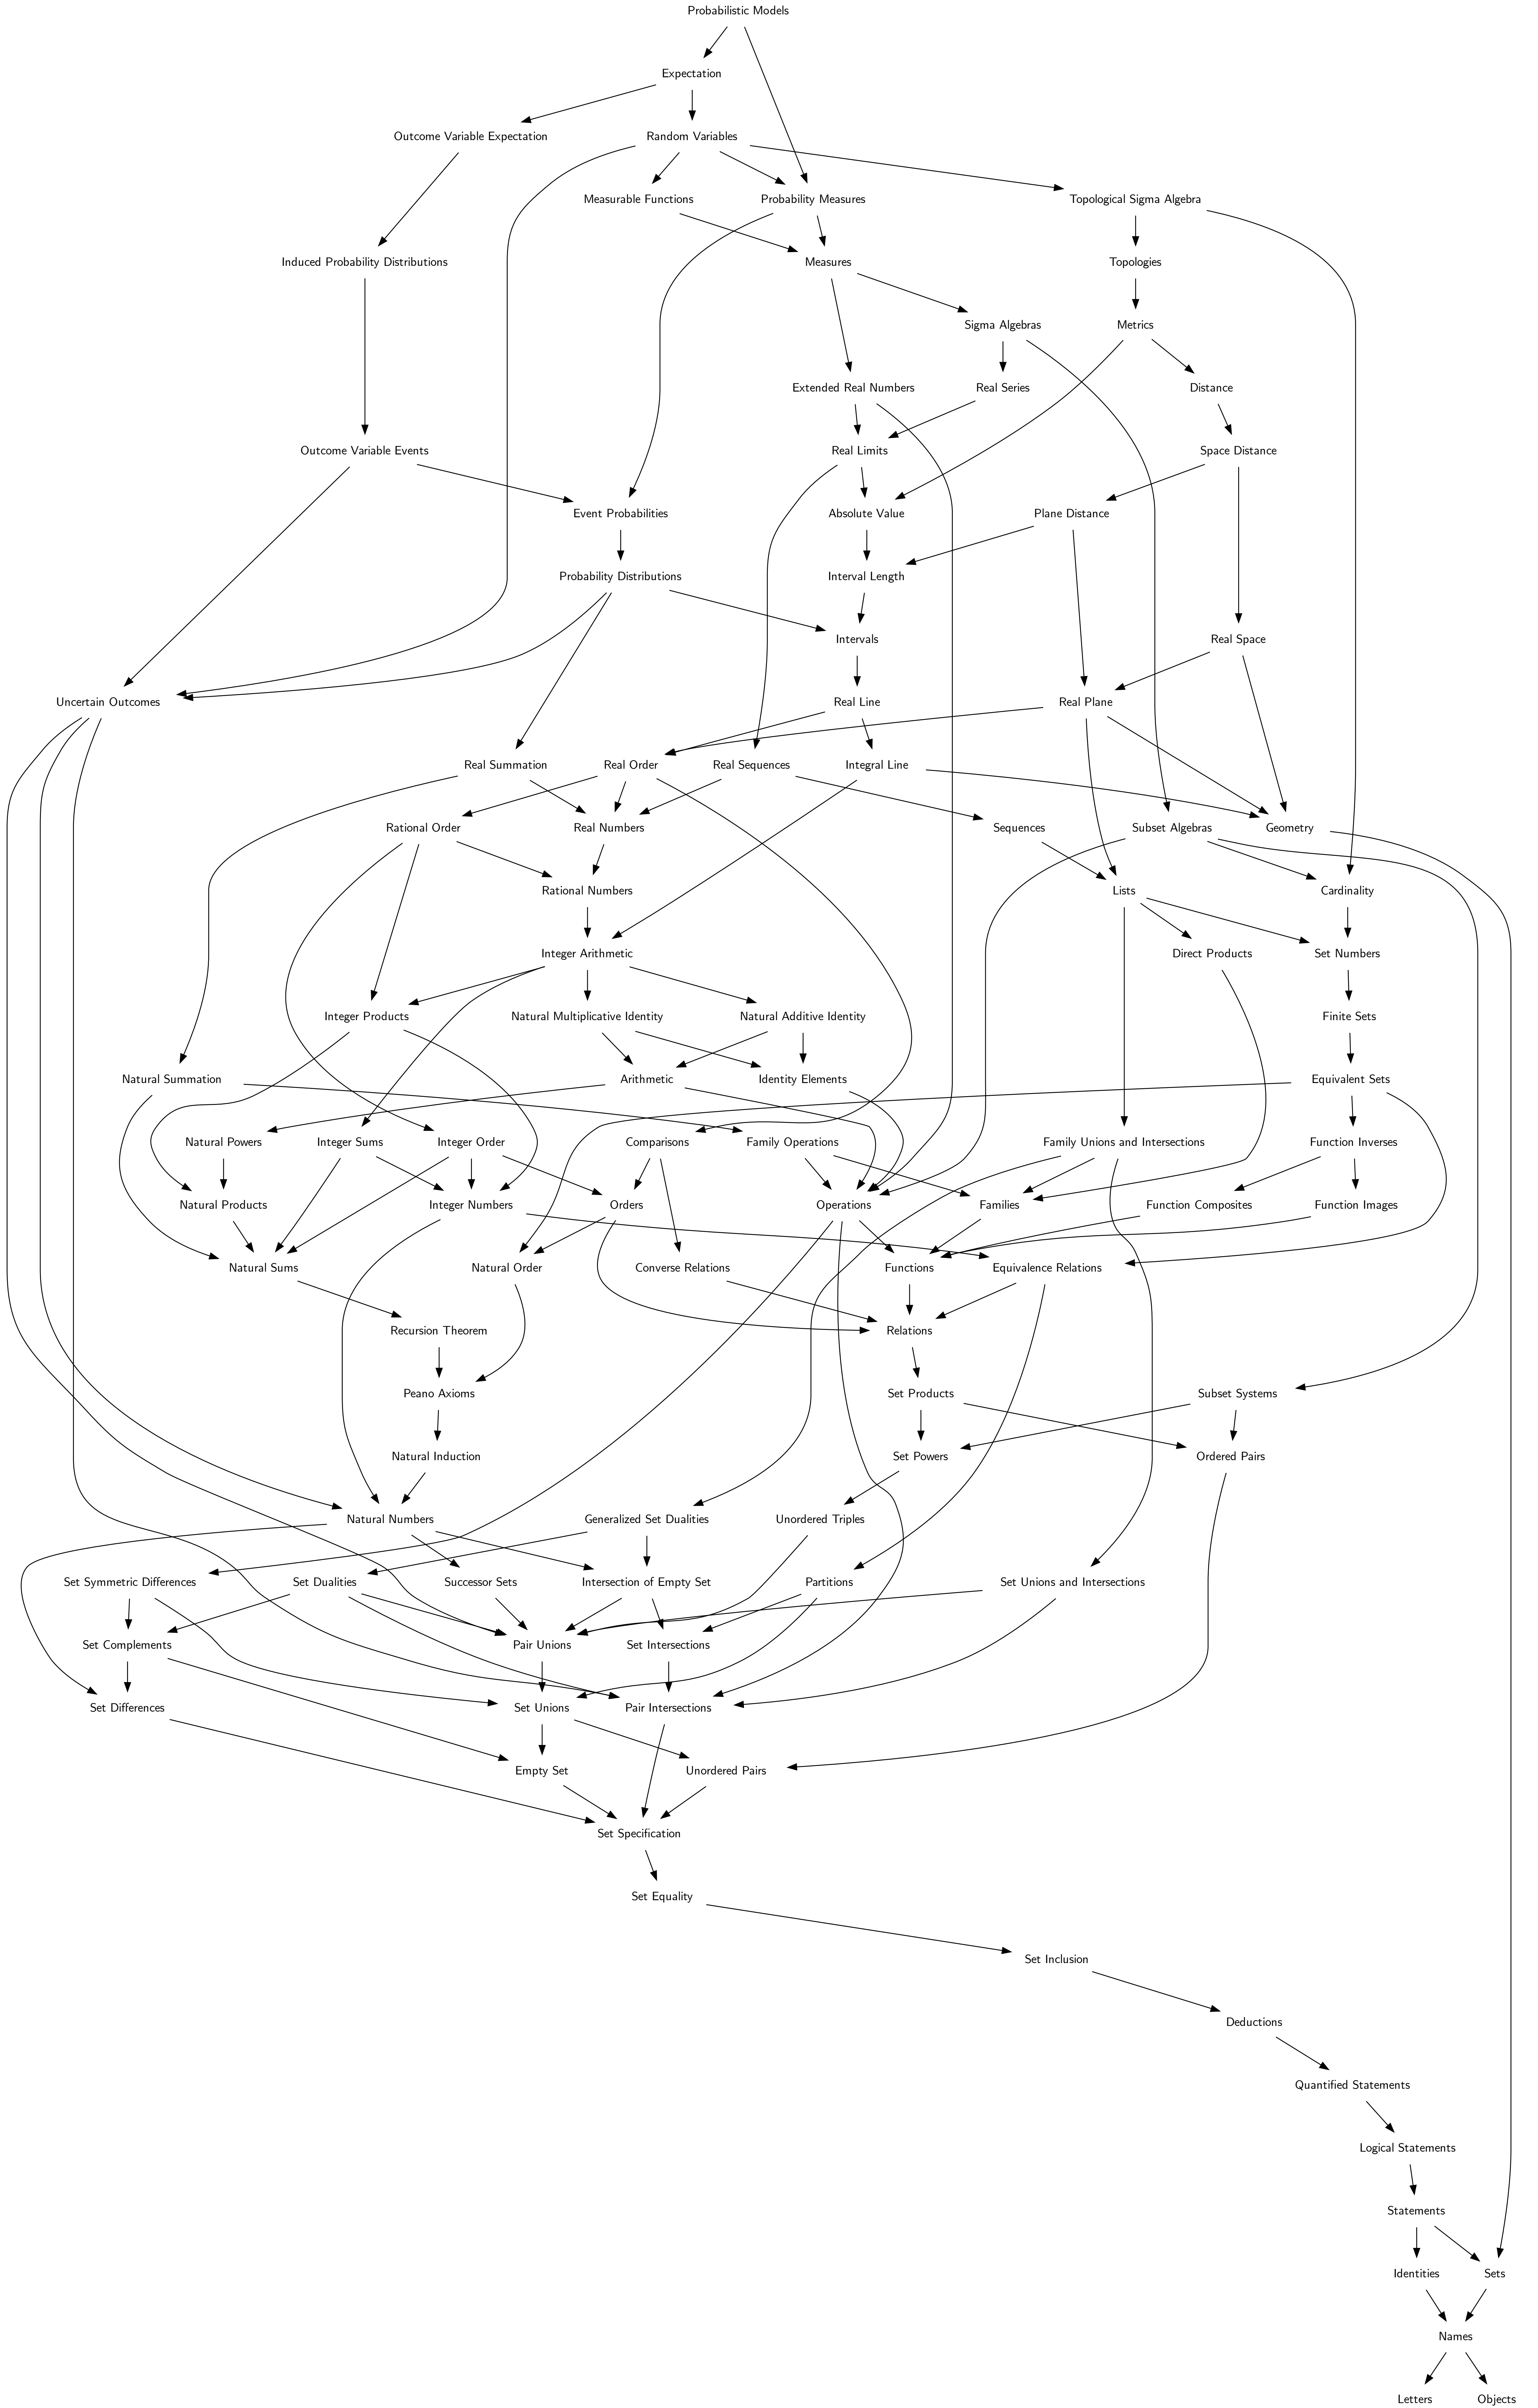 Probabilistic Models
Expectation
Outcome Variable Expectation
Random Variables
Measurable Functions
Probability Measures
Topological Sigma Algebra
Induced Probability Distributions
Measures
Topologies
Sigma Algebras
Metrics
Extended Real Numbers
Real Series
Distance
Outcome Variable Events
Real Limits
Space Distance
Event Probabilities
Absolute Value
Plane Distance
Probability Distributions
Interval Length
Intervals
Real Space
Uncertain Outcomes
Real Line
Real Plane
Real Summation
Real Order
Real Sequences
Integral Line
Rational Order
Real Numbers
Sequences
Subset Algebras
Geometry
Rational Numbers
Lists
Cardinality
Integer Arithmetic
Direct Products
Set Numbers
Integer Products
Natural Multiplicative Identity
Natural Additive Identity
Finite Sets
Natural Summation
Arithmetic
Identity Elements
Equivalent Sets
Natural Powers
Integer Sums
Integer Order
Comparisons
Family Operations
Family Unions and Intersections
Function Inverses
Natural Products
Integer Numbers
Orders
Operations
Families
Function Composites
Function Images
Natural Sums
Natural Order
Converse Relations
Functions
Equivalence Relations
Recursion Theorem
Relations
Peano Axioms
Set Products
Subset Systems
Natural Induction
Set Powers
Ordered Pairs
Natural Numbers
Generalized Set Dualities
Unordered Triples
Set Symmetric Differences
Set Dualities
Successor Sets
Intersection of Empty Set
Partitions
Set Unions and Intersections
Set Complements
Pair Unions
Set Intersections
Set Differences
Set Unions
Pair Intersections
Empty Set
Unordered Pairs
Set Specification
Set Equality
Set Inclusion
Deductions
Quantified Statements
Logical Statements
Statements
Identities
Sets
Names
Letters
Objects